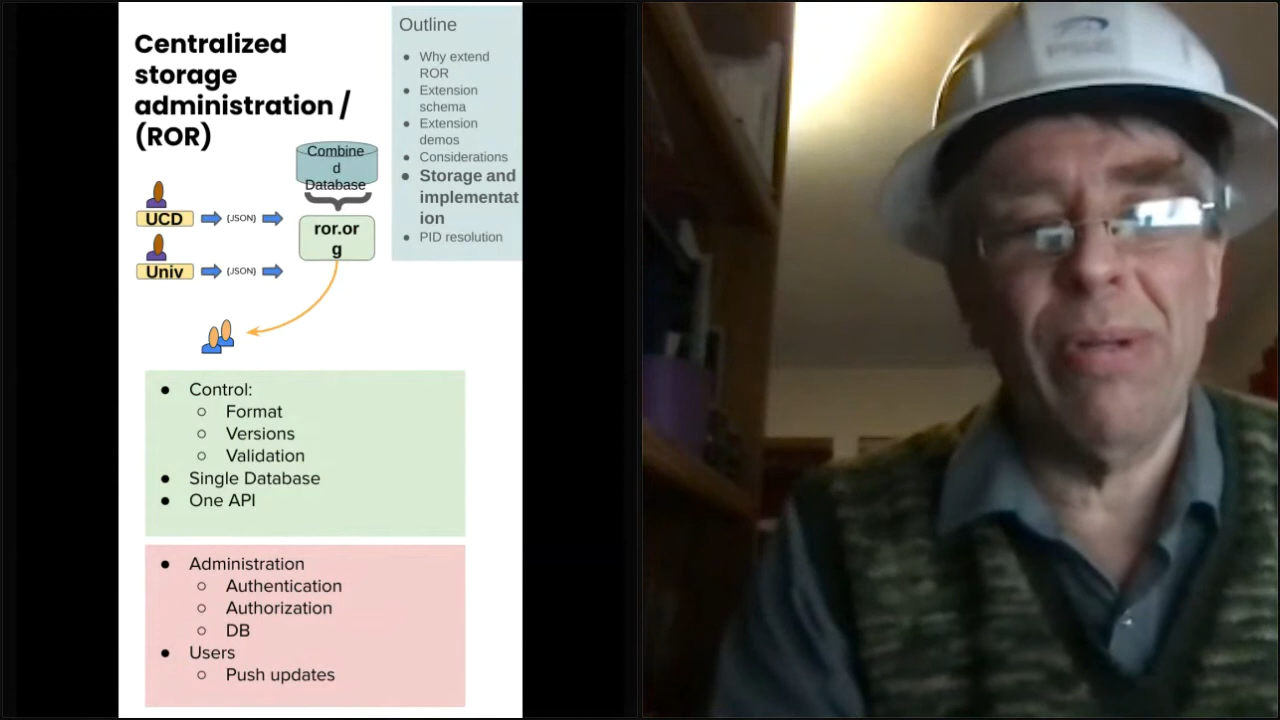 Centralized
storage
administration /
(ROR)
Combine
d
Database
UCD
(JSON)
ror.or
g
Univ
(JSON)
Outline
● Why extend
ROR
● Extension
schema
● Extension
demos
● Considerations
● Storage and
implementat
ion
● PID resolution
● Control:
○ Format
○ Versions
○ Validation
● Single Database
● One API
● Administration
○ Authentication
○ Authorization
○ DB
● Users
○ Push updates